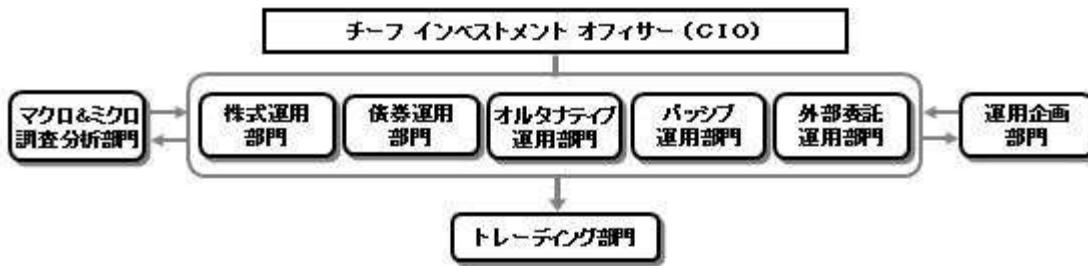 チーフ インベストメント オフィサー (CIO)
マクロ&ミクロ
調査分析部門
株式運用
部門
債券運用
部門
オルタナティブ
運用部門
パッシブ
運用部門
外部委託
運用部門
運用企画
部門
トレーディング部門